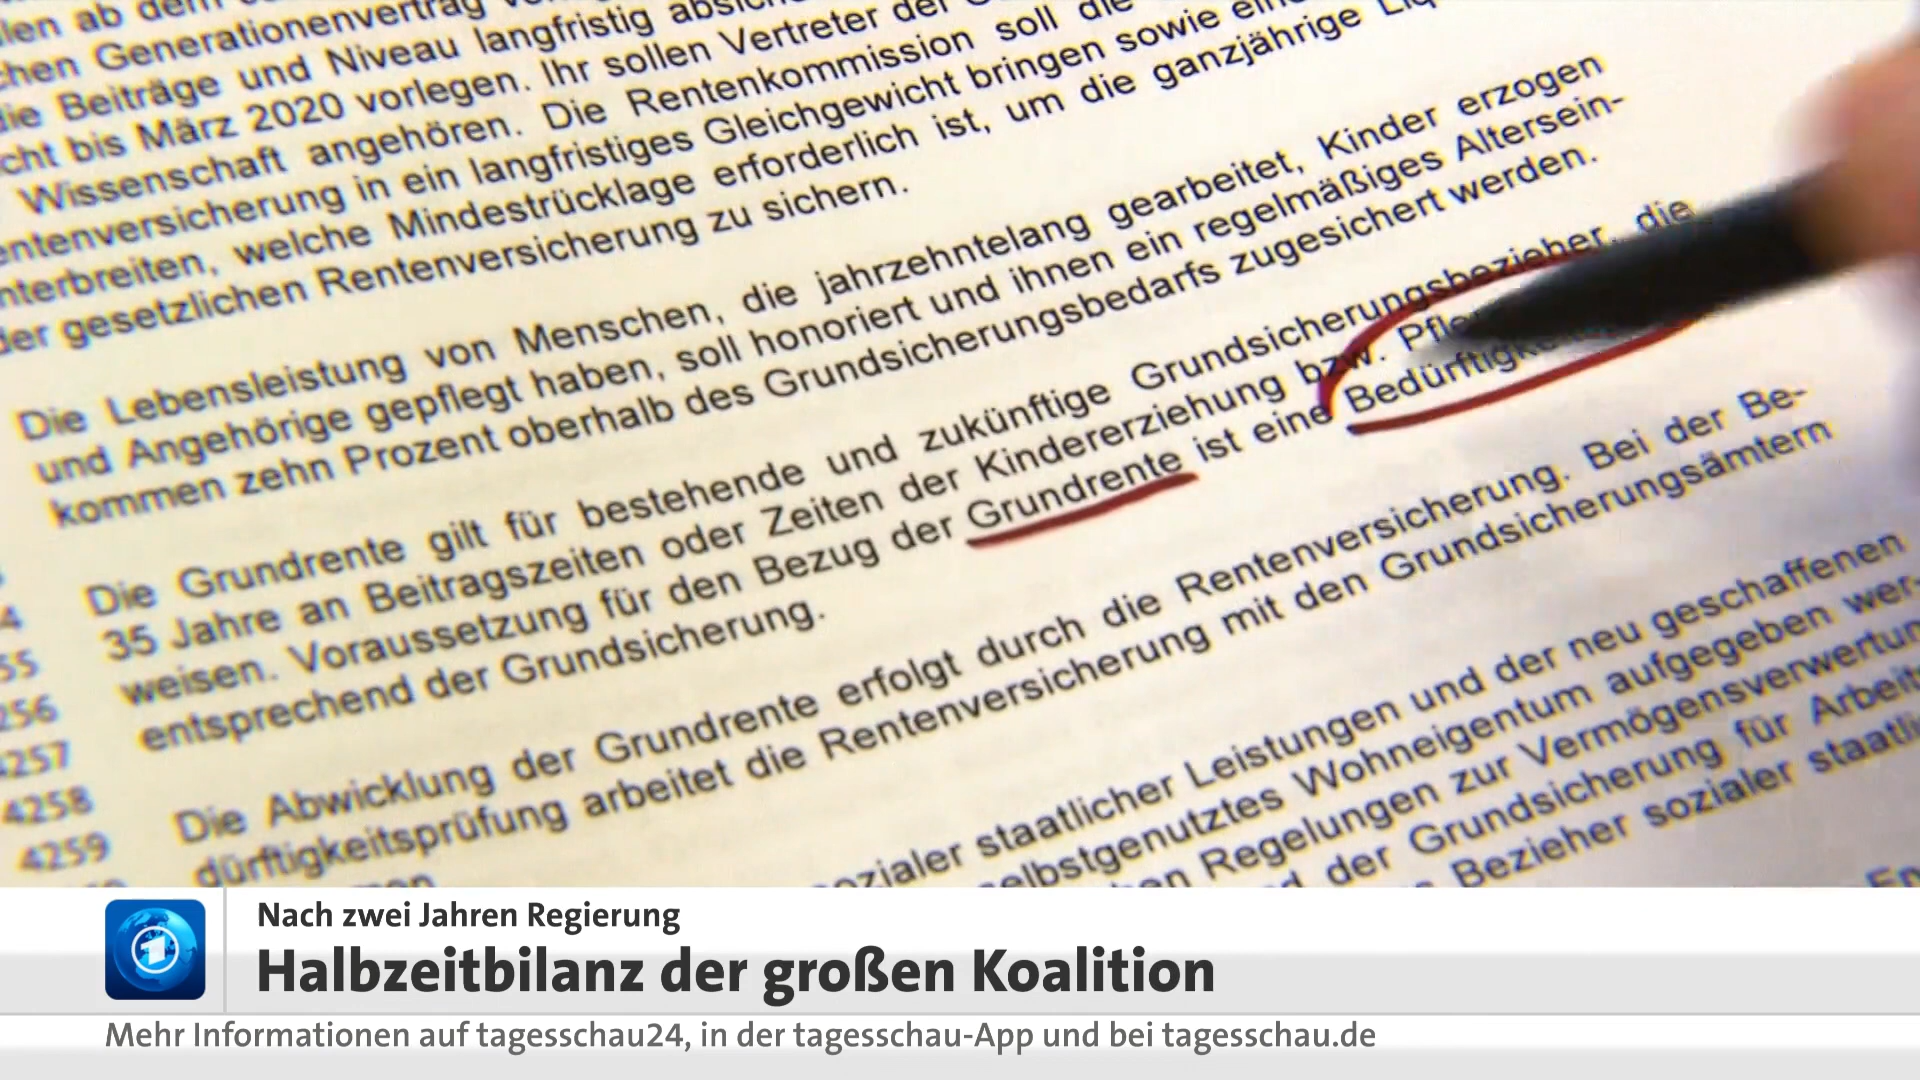 len ab dem
chen Generationenvertrag
die Beiträge und Niveau langfristig
cht bis März 2020 vorlegen. Ihr sollen Vertreter der
Wissenschaft angehören. Die Rentenkommission soll die
entenversicherung in ein langfristiges Gleichgewicht bringen sowie
nterbreiten, welche Mindestrücklage erforderlich ist, um die ganzjährige
der gesetzlichen Rentenversicherung zu sichern.
Die Lebensleistung von Menschen, die jahrzehntelang gearbeitet, Kinder erzogen
und Angehörige gepflegt haben, soll honoriert und ihnen ein regelmäßiges Altersein-
kommen zehn Prozent oberhalb des Grundsicherungsbedarfs zugesichert werden.
Die Grundrente gilt für bestehende und zukünftige Grundsicherungsbezieher, die
35 Jahre an Beitragszeiten oder Zeiten der Kindererziehung bzw.
weisen. Voraussetzung für den Bezug der Grundrente ist eine
entsprechend der Grundsicherung.
Die Abwicklung der Grundrente erfolgt durch die Rentenversicherung. Bei der Be-
dürftigkeitsprüfung arbeitet die Rentenversicherung mit den Grundsicherungsämtern
ozialer staatlicher Leistungen und der neu geschaffenen
elbstgenutztes Wohneigentum aufgegeben wer-
Regelungen zur Vermögensverwertun
der Grundsicherung für Arbeit
Bezieher sozialer staatli
4
55
256
4257
4258
4259
Nach zwei Jahren Regierung
Halbzeitbilanz der großen Koalition
Mehr Informationen auf tagesschau24, in der tagesschau-App und bei tagesschau.de